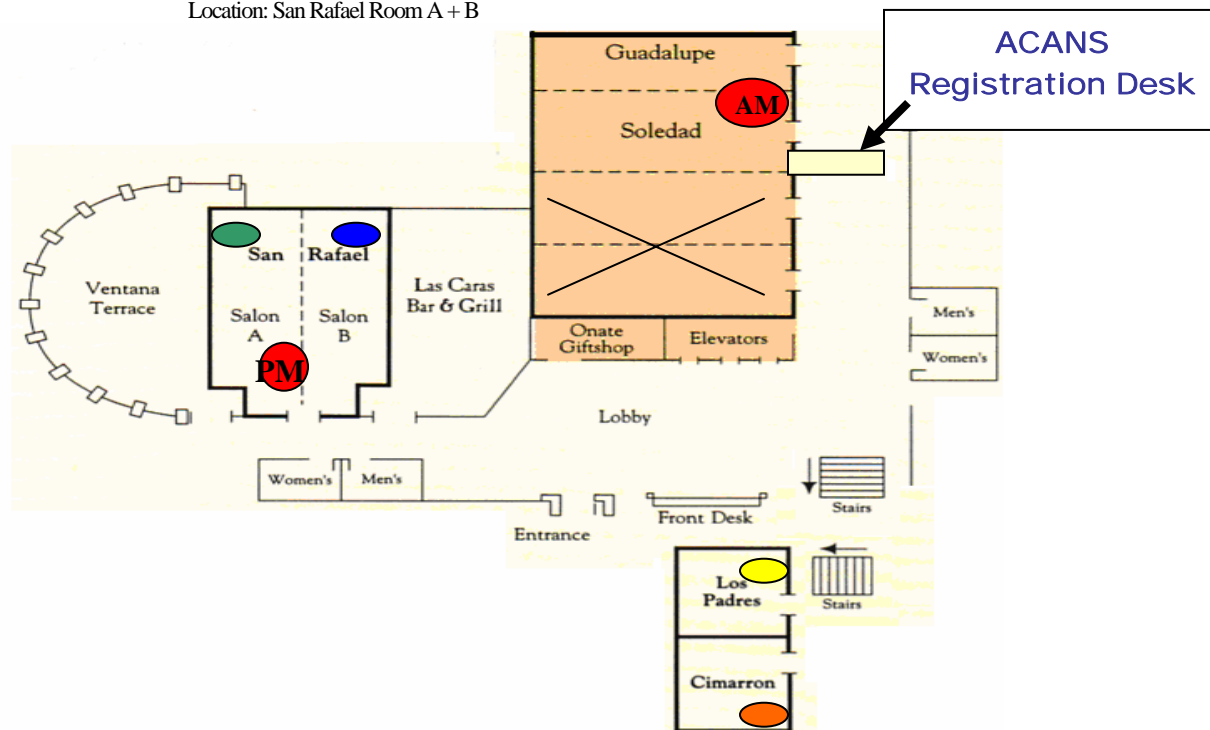 Location: San Rafael Room A + B
ACANS
Registration Desk
Guadalupe
AM
Soledad
San Rafael
Ventana
Terrace
Salon
A
Salon
B
Las Caras
Bar & Grill
PM
Onate
Giftshop
Elevators
Men's
Women's
Lobby
Women's
Men's
Stairs
Entrance
Front Desk
Los
Padres
Stairs
Cimarron